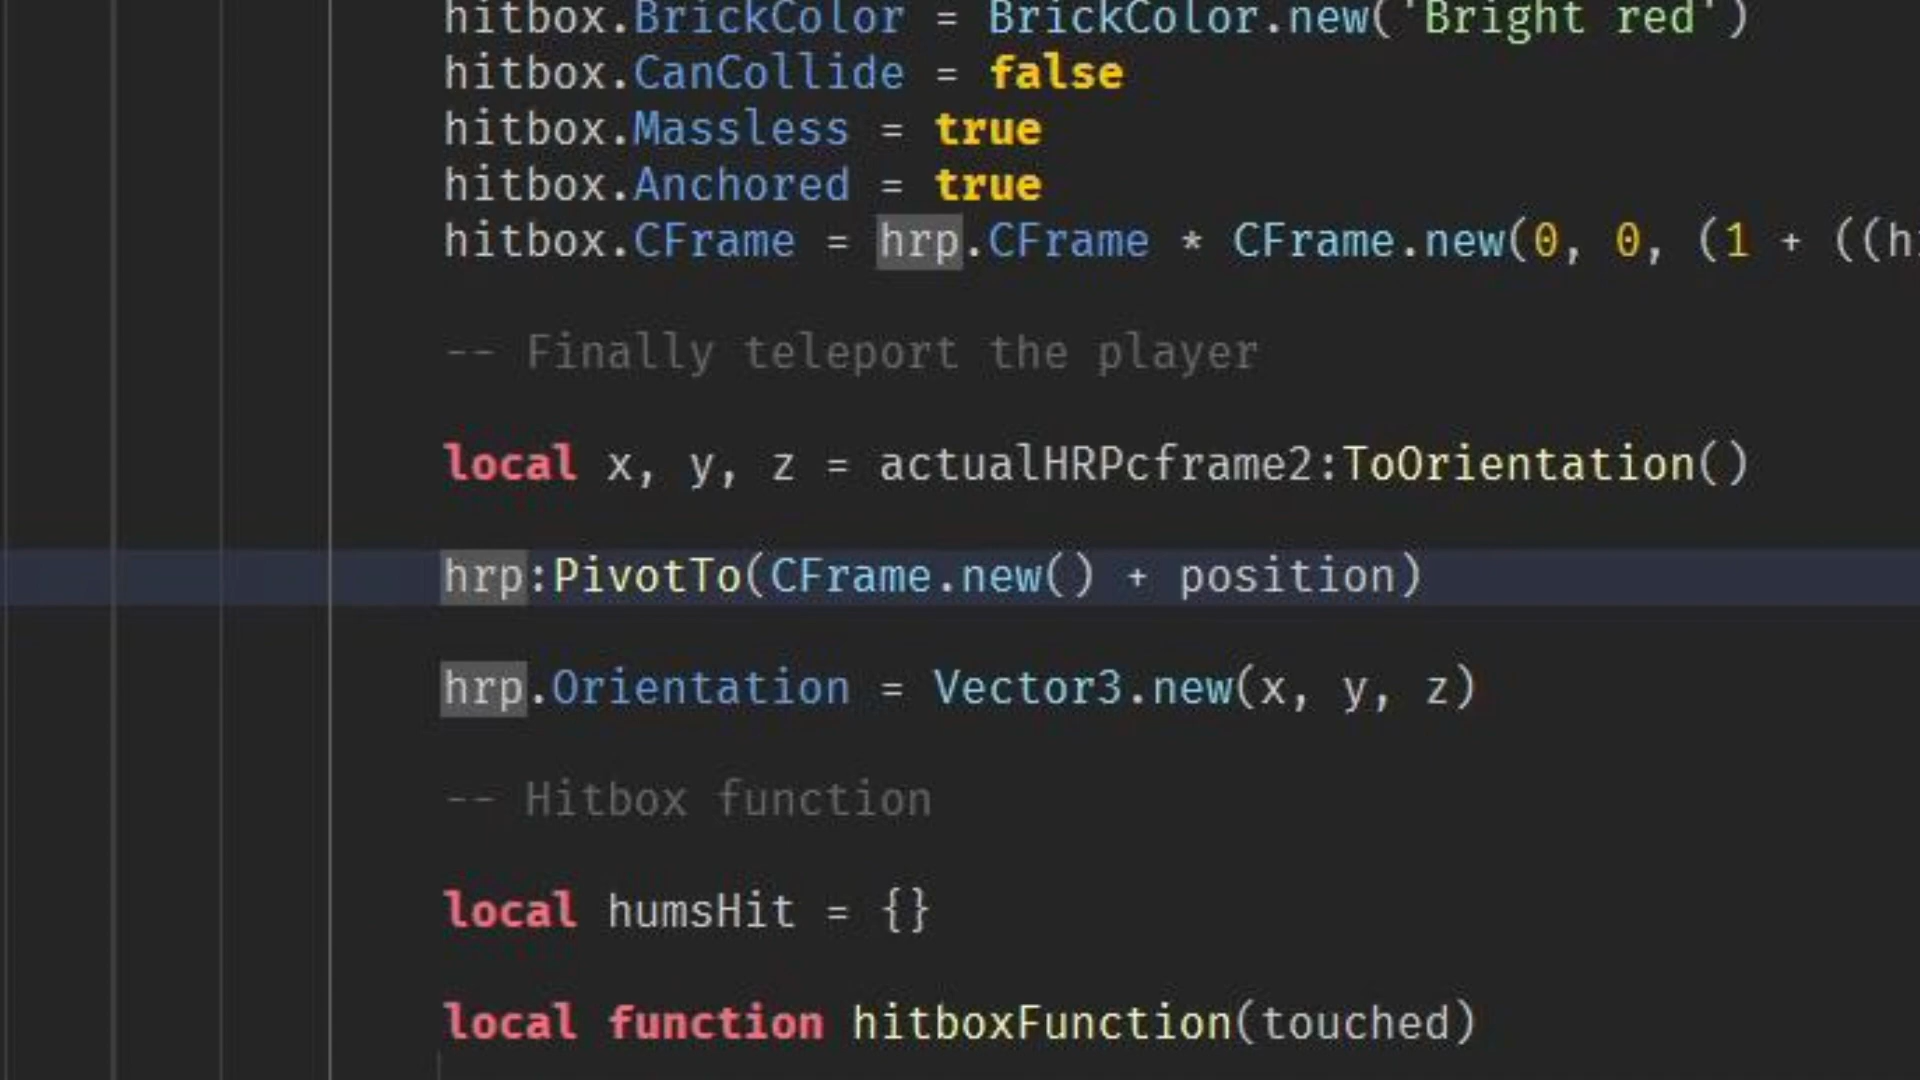 hitbox.BrickColor = BrickColor.new('Bright red')
hitbox.CanCollide = false
hitbox.Massless = true
hitbox.Anchored = true
hitbox.CFrame = hrp.CFrame * CFrame.new(0, 0, (1 + ((h
-- Finally teleport the player
local x, y, z = actualHRPcframe2:ToOrientation()
hrp:PivotTo(CFrame.new() + position)
hrp.Orientation = Vector3.new(x, y, z)
-- Hitbox function
local humsHit = {}
local function hitboxFunction(touched)